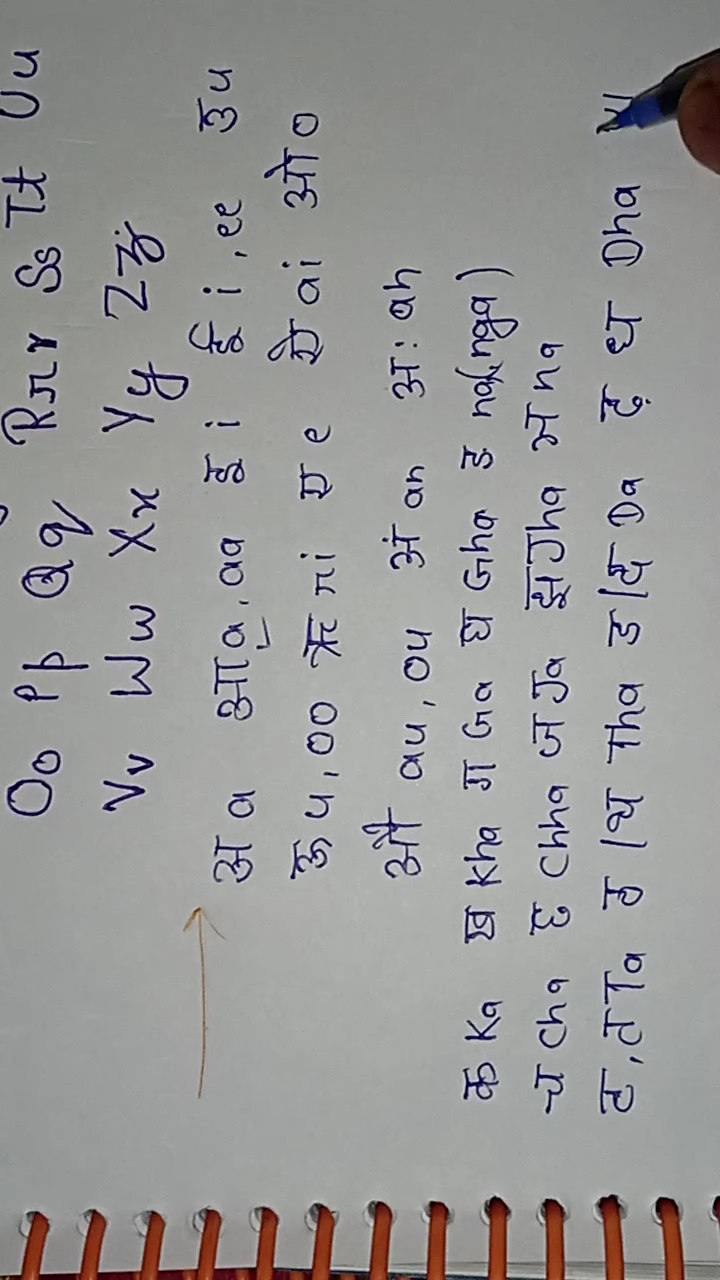 Oo Pp Qq Rr Ss Tt Uu
Vv Ww Xx Yy Zz
अ a आ a, aa इ i ई i, ee उ u
ऊ u, oo ऋ ri ए e ऐ ai ओ o
औ au, ou अं an अः ah
क Ka ख Kha ग Ga घ Gha ङ na(nga)
च Cha छ Chha ज Ja झ Jha ञ na
ट, त Ta ठ / थ Tha ड / द Da ढ़ ध Dha